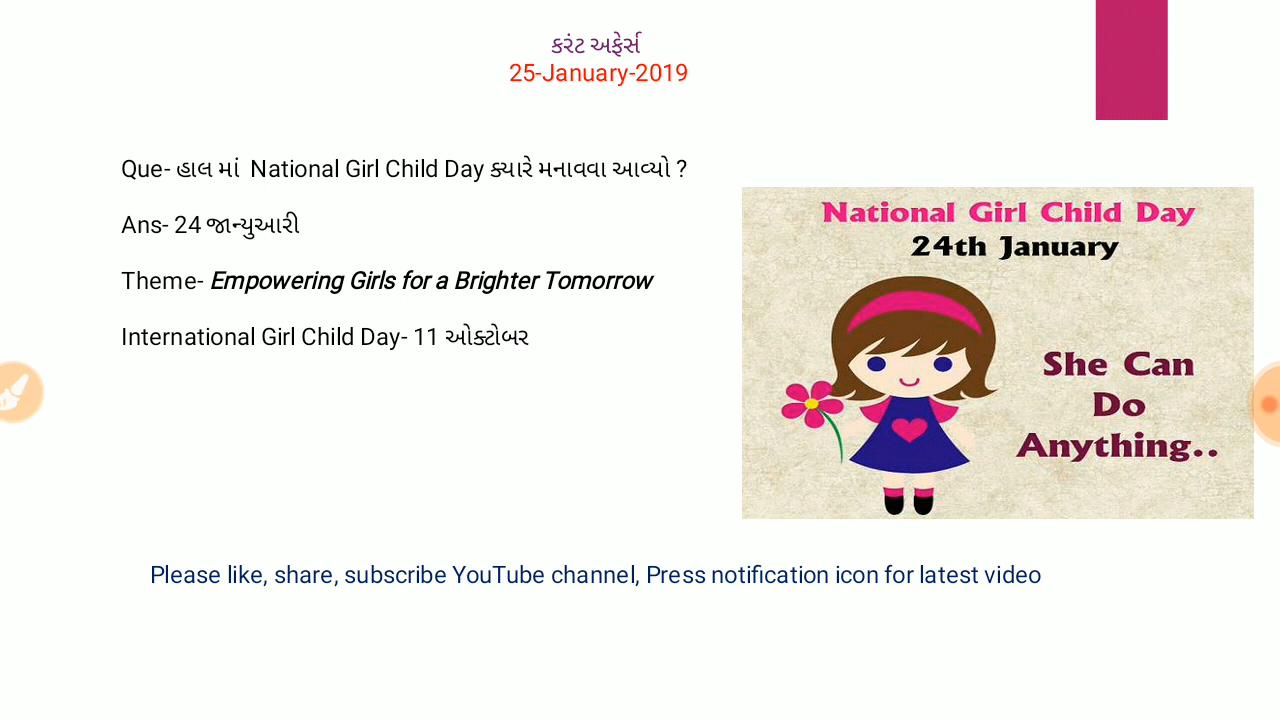 કરંટ અફેર્સ
25-January-2019
Que- હાલ માં  National Girl Child Day ક્યારે મનાવવા આવ્યો ?
Ans- 24 જાન્યુઆરી
Theme- Empowering Girls for a Brighter Tomorrow
International Girl Child Day- 11 ઓક્ટોબર
National Girl Child Day
24th January
She Can
Do
Anything..
Please like, share, subscribe YouTube channel, Press notification icon for latest video